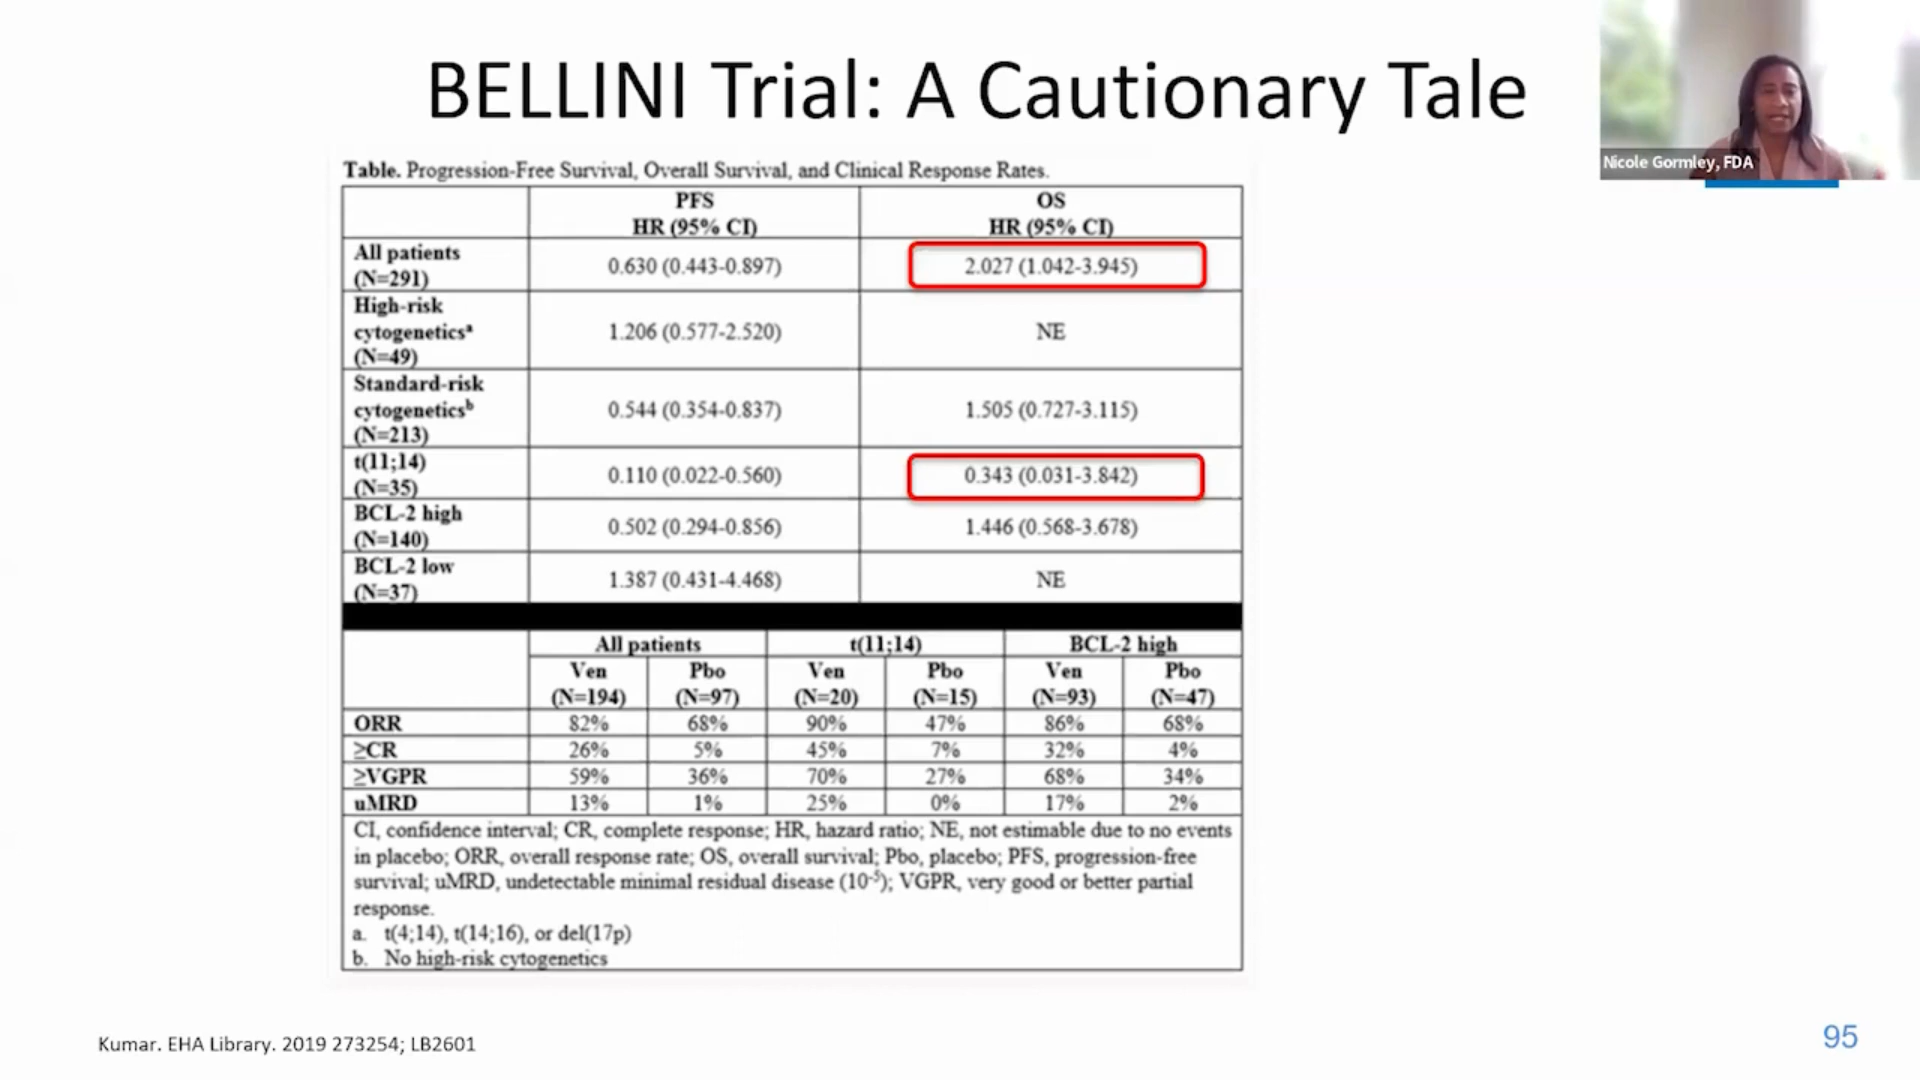 BELLINI Trial: A Cautionary Tale
Nicole Gormley, FDA
Table. Progression-Free Survival, Overall Survival, and Clinical Response Rates.
PFS OS
HR (95% CI) HR (95% CI)
All patients
(N=291) 0.630 (0.443-0.897) 2.027 (1.042-3.945)
High-risk
cytogeneticsª
(N=49) 1.206 (0.577-2.520) NE
Standard-risk
cytogeneticsᵇ
(N=213) 0.544 (0.354-0.837) 1.505 (0.727-3.115)
t(11;14)
(N=35) 0.110 (0.022-0.560) 0.343 (0.031-3.842)
BCL-2 high
(N=140) 0.502 (0.294-0.856) 1.446 (0.568-3.678)
BCL-2 low
(N=37) 1.387 (0.431-4.468) NE
All patients t(11;14) BCL-2 high
Ven Pbo Ven Pbo Ven Pbo
(N=194) (N=97) (N=20) (N=15) (N=93) (N=47)
ORR 82% 68% 90% 47% 86% 68%
≥CR 26% 5% 45% 7% 32% 4%
≥VGPR 59% 36% 70% 27% 68% 34%
uMRD 13% 1% 25% 0% 17% 2%
CI, confidence interval; CR, complete response; HR, hazard ratio; NE, not estimable due to no events
in placebo; ORR, overall response rate; OS, overall survival; Pbo, placebo; PFS, progression-free
survival; uMRD, undetectable minimal residual disease (10⁻⁵); VGPR, very good or better partial
response.
a. t(4;14), t(14;16), or del(17p)
b. No high-risk cytogenetics
Kumar. EHA Library. 2019 273254; LB2601
95